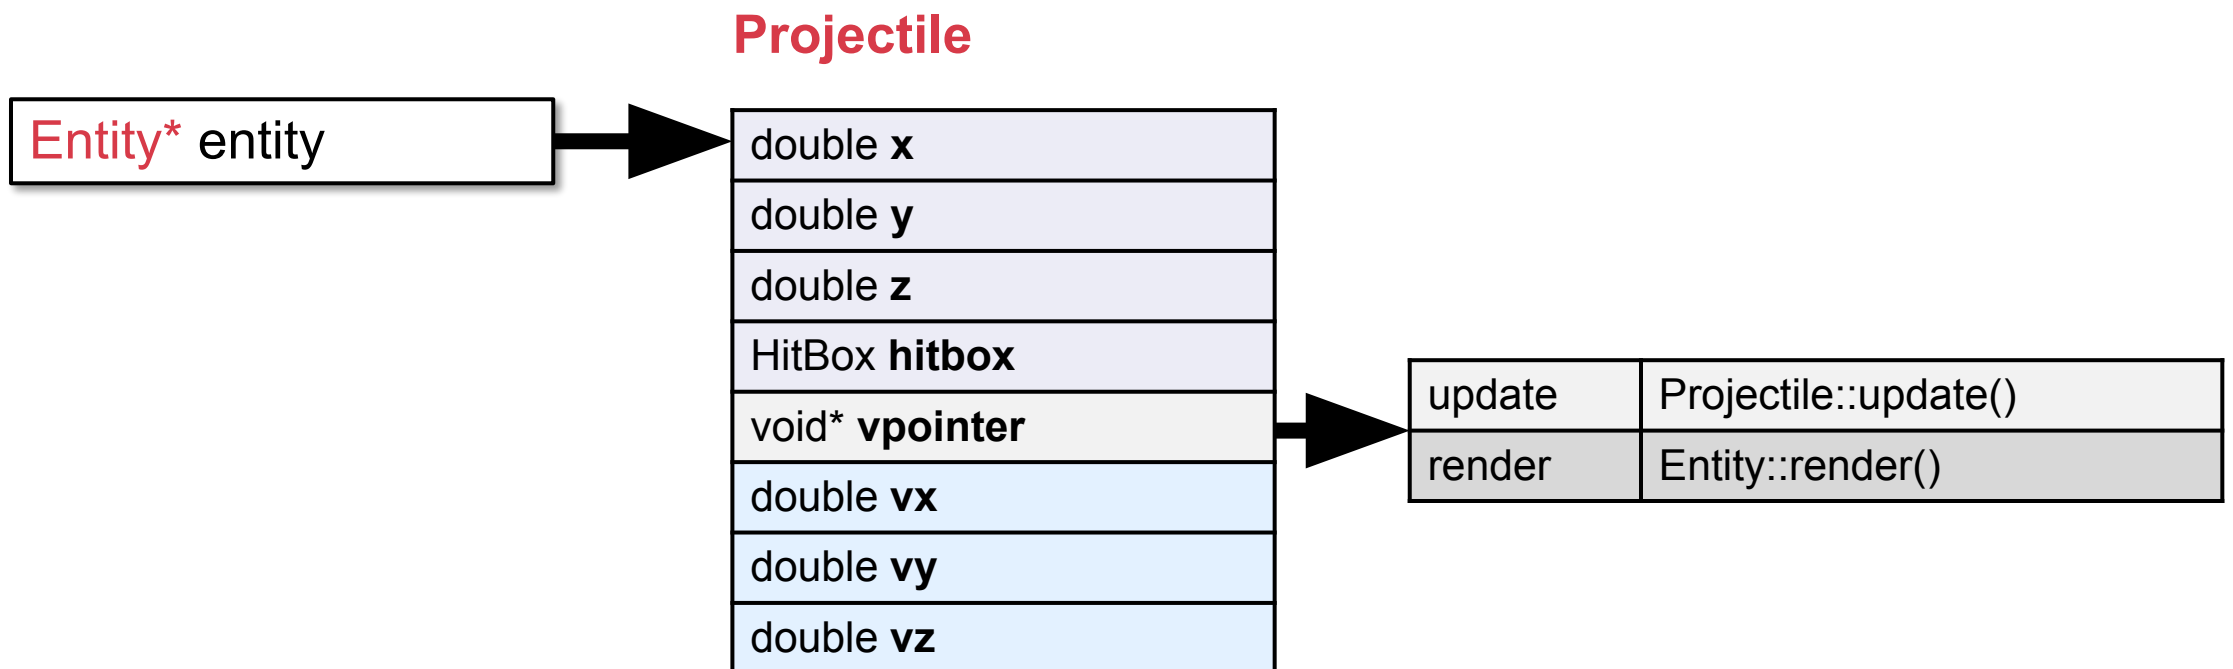 Projectile
Entity* entity
double x
double y
double z
HitBox hitbox
void* vpointer
double vx
double vy
double vz
update Projectile::update()
render Entity::render()